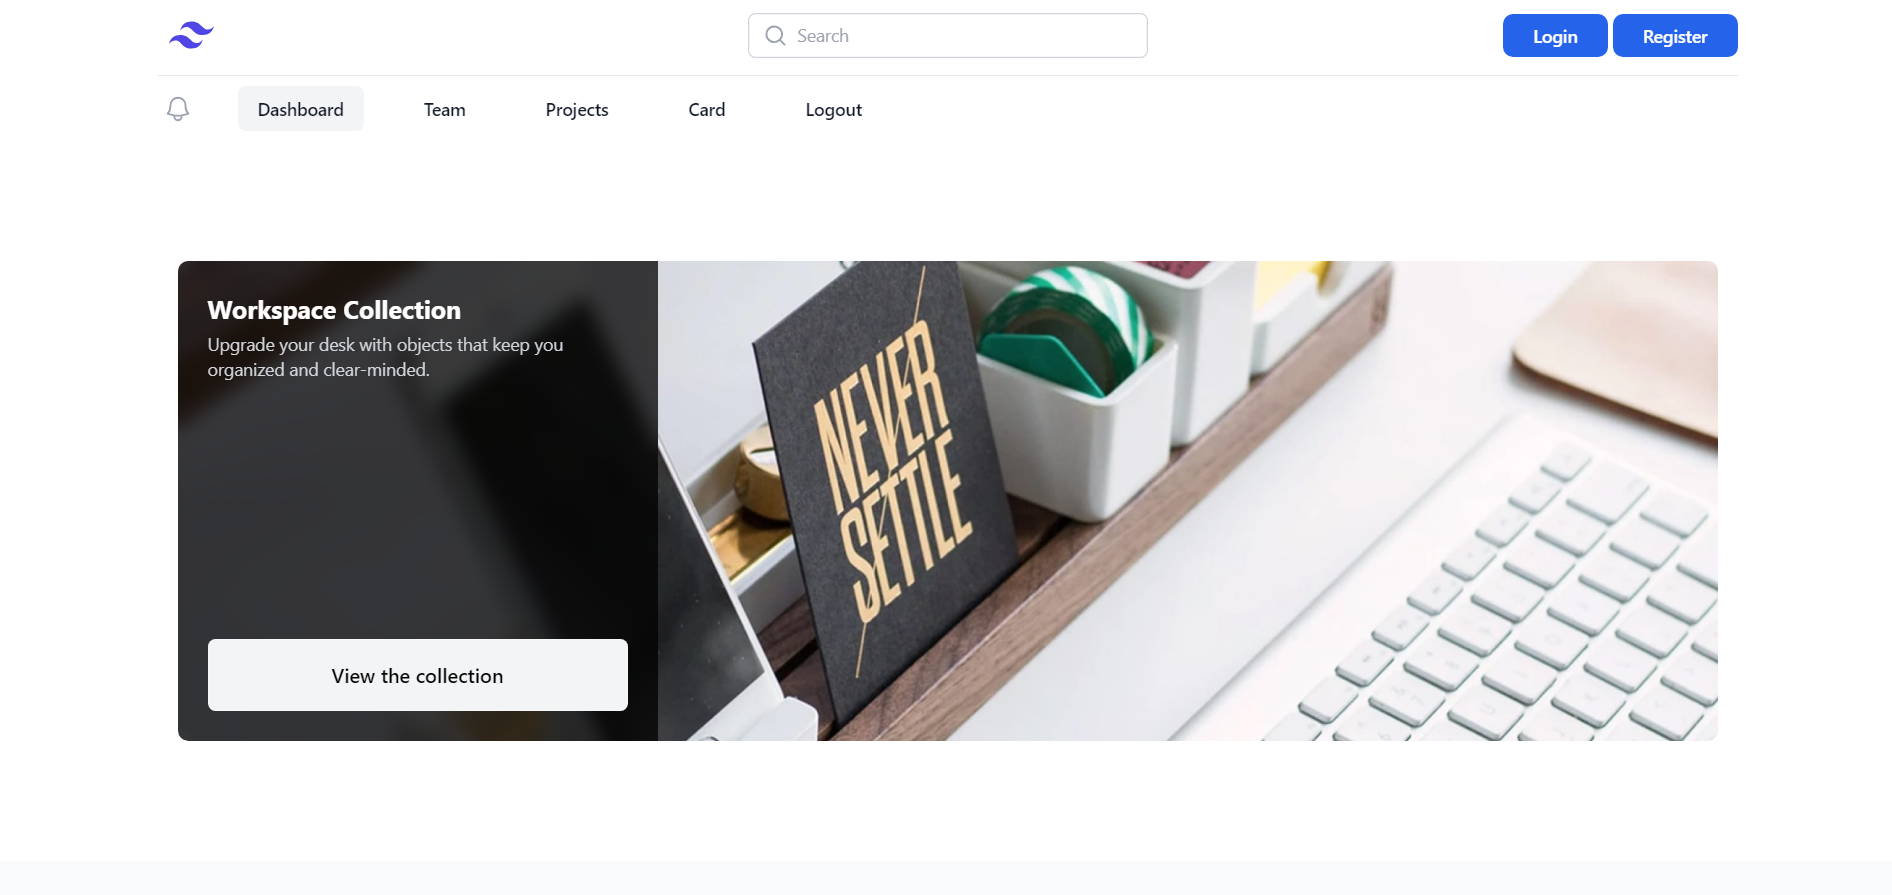 Search
Login
Register
Dashboard
Team
Projects
Card
Logout
Workspace Collection
Upgrade your desk with objects that keep you
organized and clear-minded.
View the collection
NEVER
SETTLE